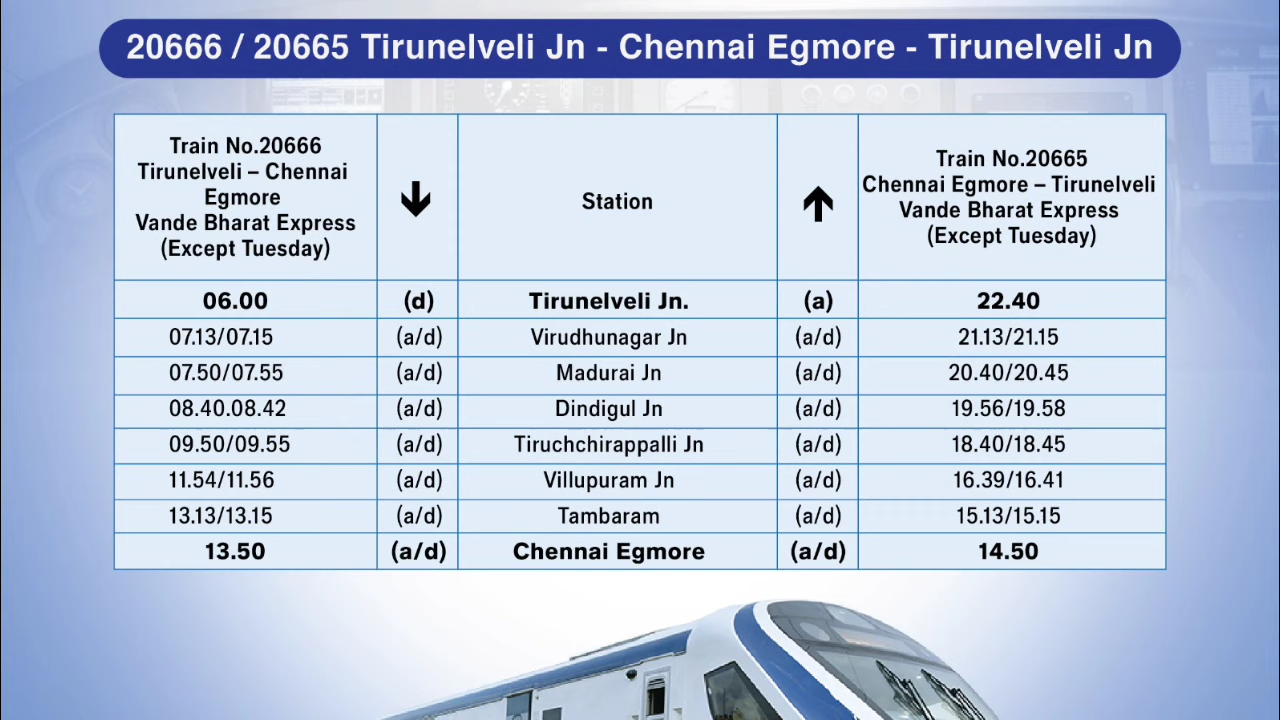 20666 / 20665 Tirunelveli Jn - Chennai Egmore - Tirunelveli Jn
Train No.20666
Tirunelveli – Chennai
Egmore
Vande Bharat Express
(Except Tuesday)
↓
Station
↑
Train No.20665
Chennai Egmore – Tirunelveli
Vande Bharat Express
(Except Tuesday)
06.00 (d) Tirunelveli Jn. (a) 22.40
07.13/07.15 (a/d) Virudhunagar Jn (a/d) 21.13/21.15
07.50/07.55 (a/d) Madurai Jn (a/d) 20.40/20.45
08.40.08.42 (a/d) Dindigul Jn (a/d) 19.56/19.58
09.50/09.55 (a/d) Tiruchchirappalli Jn (a/d) 18.40/18.45
11.54/11.56 (a/d) Villupuram Jn (a/d) 16.39/16.41
13.13/13.15 (a/d) Tambaram (a/d) 15.13/15.15
13.50 (a/d) Chennai Egmore (a/d) 14.50